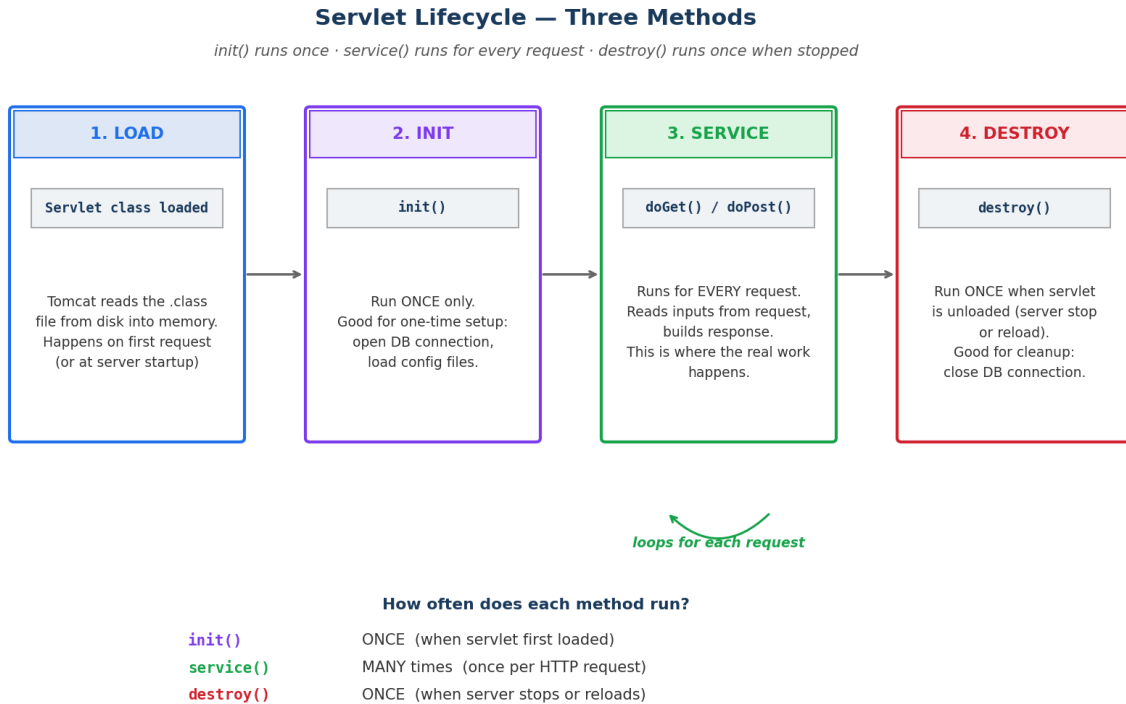 Servlet Lifecycle — Three Methods
init() runs once · service() runs for every request · destroy() runs once when stopped
1. LOAD
Servlet class loaded
Tomcat reads the .class
file from disk into memory.
Happens on first request
(or at server startup)
2. INIT
init()
Run ONCE only.
Good for one-time setup:
open DB connection,
load config files.
3. SERVICE
doGet() / doPost()
Runs for EVERY request.
Reads inputs from request,
builds response.
This is where the real work
happens.
4. DESTROY
destroy()
Run ONCE when servlet
is unloaded (server stop
or reload).
Good for cleanup:
close DB connection.
loops for each request
How often does each method run?
init() ONCE (when servlet first loaded)
service() MANY times (once per HTTP request)
destroy() ONCE (when server stops or reloads)